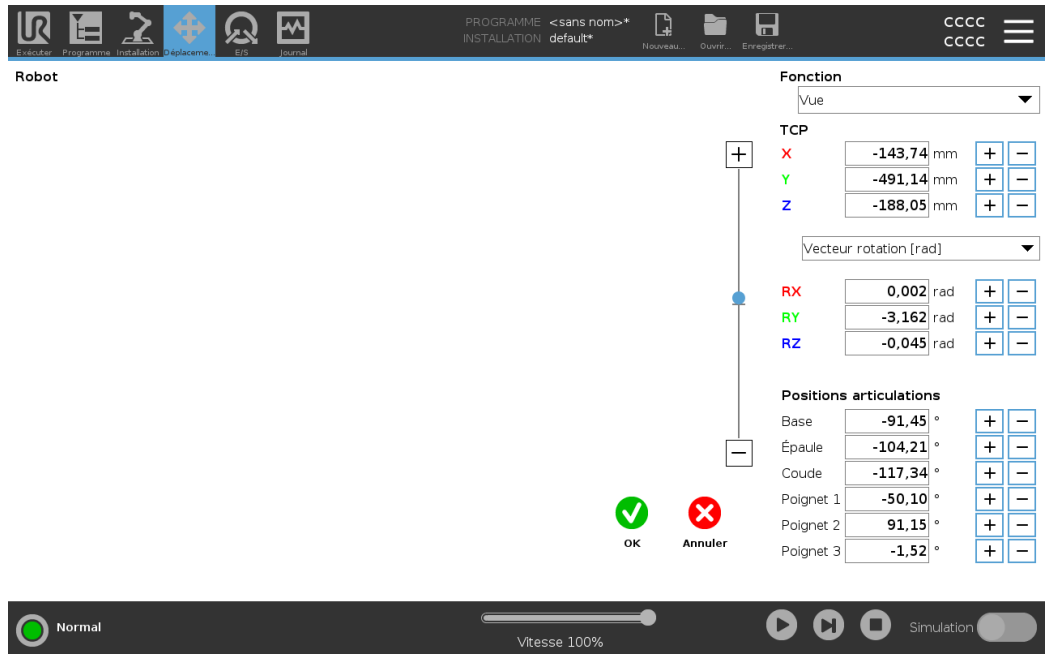 PROGRAMME <sans nom>*
INSTALLATION default*
Exécuter Programme Installation Déplaceme... E/S Journal
Nouveau... Ouvrir... Enregistrer...
CCCC
CCCC
Robot
Fonction
Vue
TCP
X -143,74 mm + −
Y -491,14 mm + −
Z -188,05 mm + −
Vecteur rotation [rad]
RX 0,002 rad + −
RY -3,162 rad + −
RZ -0,045 rad + −
Positions articulations
Base -91,45 ° + −
Épaule -104,21 ° + −
Coude -117,34 ° + −
Poignet 1 -50,10 ° + −
Poignet 2 91,15 ° + −
Poignet 3 -1,52 ° + −
+
−
OK Annuler
Normal
Vitesse 100%
Simulation